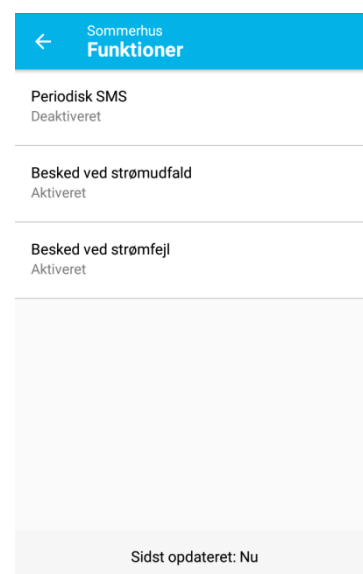 Sommerhus
Funktioner
Periodisk SMS
Deaktiveret
Besked ved strømudfald
Aktiveret
Besked ved strømfejl
Aktiveret
Sidst opdateret: Nu